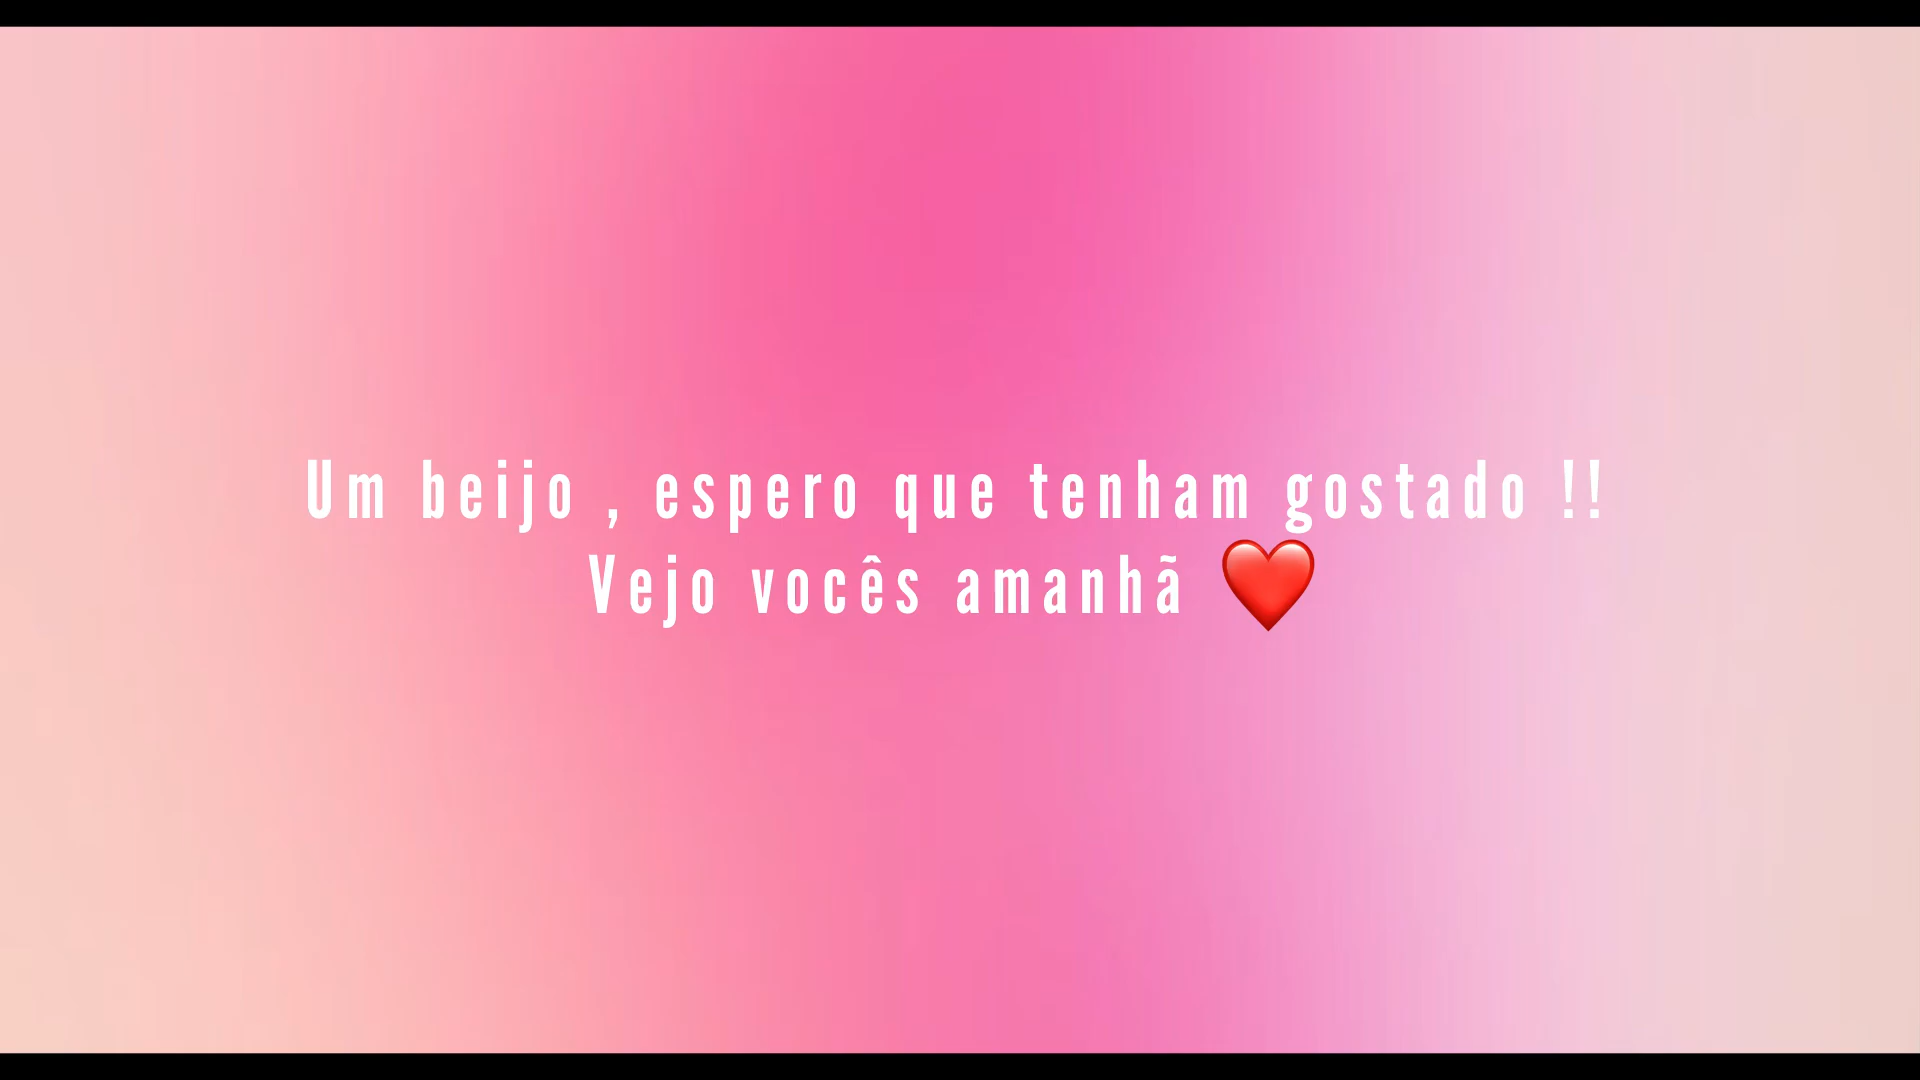 Um beijo , espero que tenham gostado !!
Vejo vocês amanhã ❤️